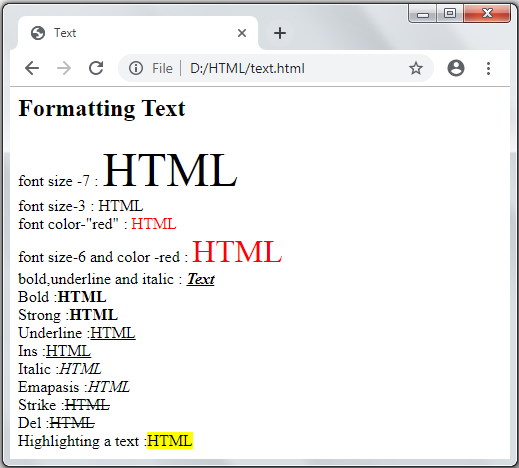 Text
File D:/HTML/text.html
Formatting Text
font size -7 : HTML
font size-3 : HTML
font color-"red" : HTML
font size-6 and color -red : HTML
bold,underline and italic : Text
Bold :HTML
Strong :HTML
Underline :HTML
Ins :HTML
Italic :HTML
Emapasis :HTML
Strike :HTML
Del :HTML
Highlighting a text :HTML